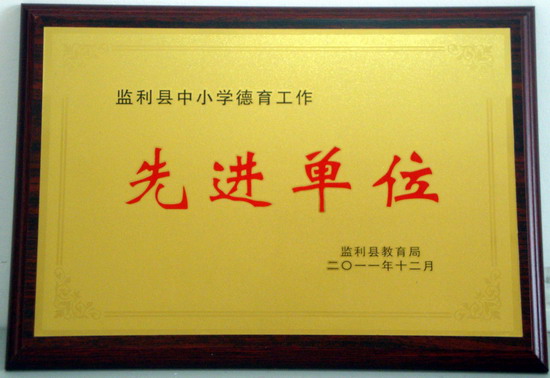 监利县中小学德育工作
先进单位
监利县教育局
二〇一一年十二月